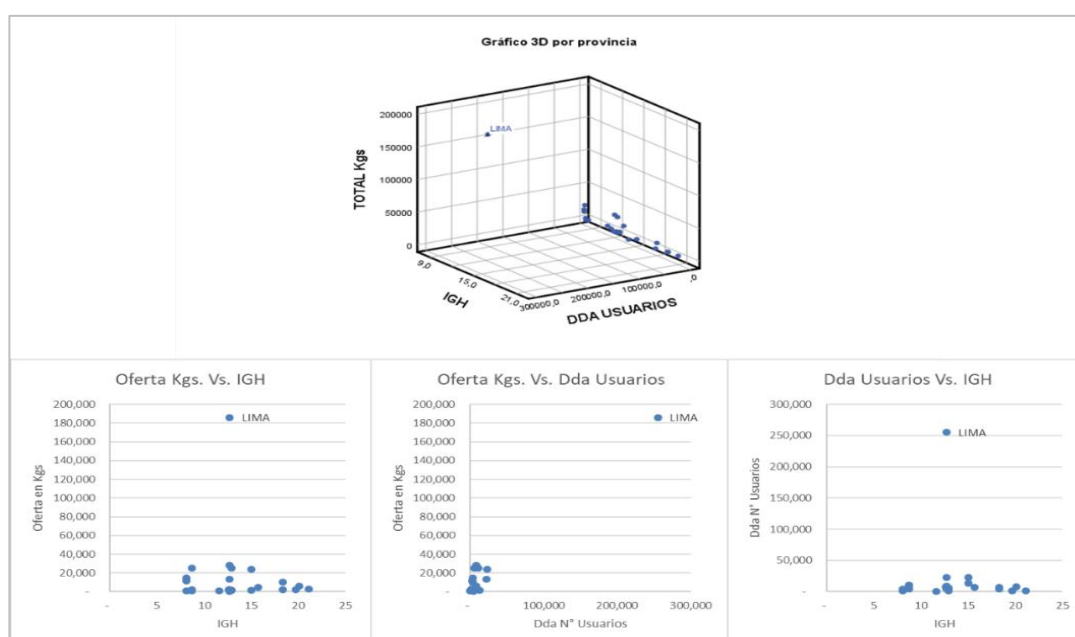 Gráfico 3D por provincia
200000
150000
100000
50000
0
TOTAL Kgs
LIMA
9,0
15,0
21,0
IGH
300000,0
200000,0
100000,0
,0
DDA USUARIOS
Oferta Kgs. Vs. IGH
200,000
180,000
160,000
140,000
120,000
100,000
80,000
60,000
40,000
20,000
-
Oferta en Kgs
LIMA
- 5 10 15 20 25
IGH
Oferta Kgs. Vs. Dda Usuarios
200,000
180,000
160,000
140,000
120,000
100,000
80,000
60,000
40,000
20,000
-
Oferta en Kgs
LIMA
- 100,000 200,000 300,000
Dda N° Usuarios
Dda Usuarios Vs. IGH
300,000
250,000
200,000
150,000
100,000
50,000
-
Dda N° Usuarios
LIMA
- 5 10 15 20 25
IGH